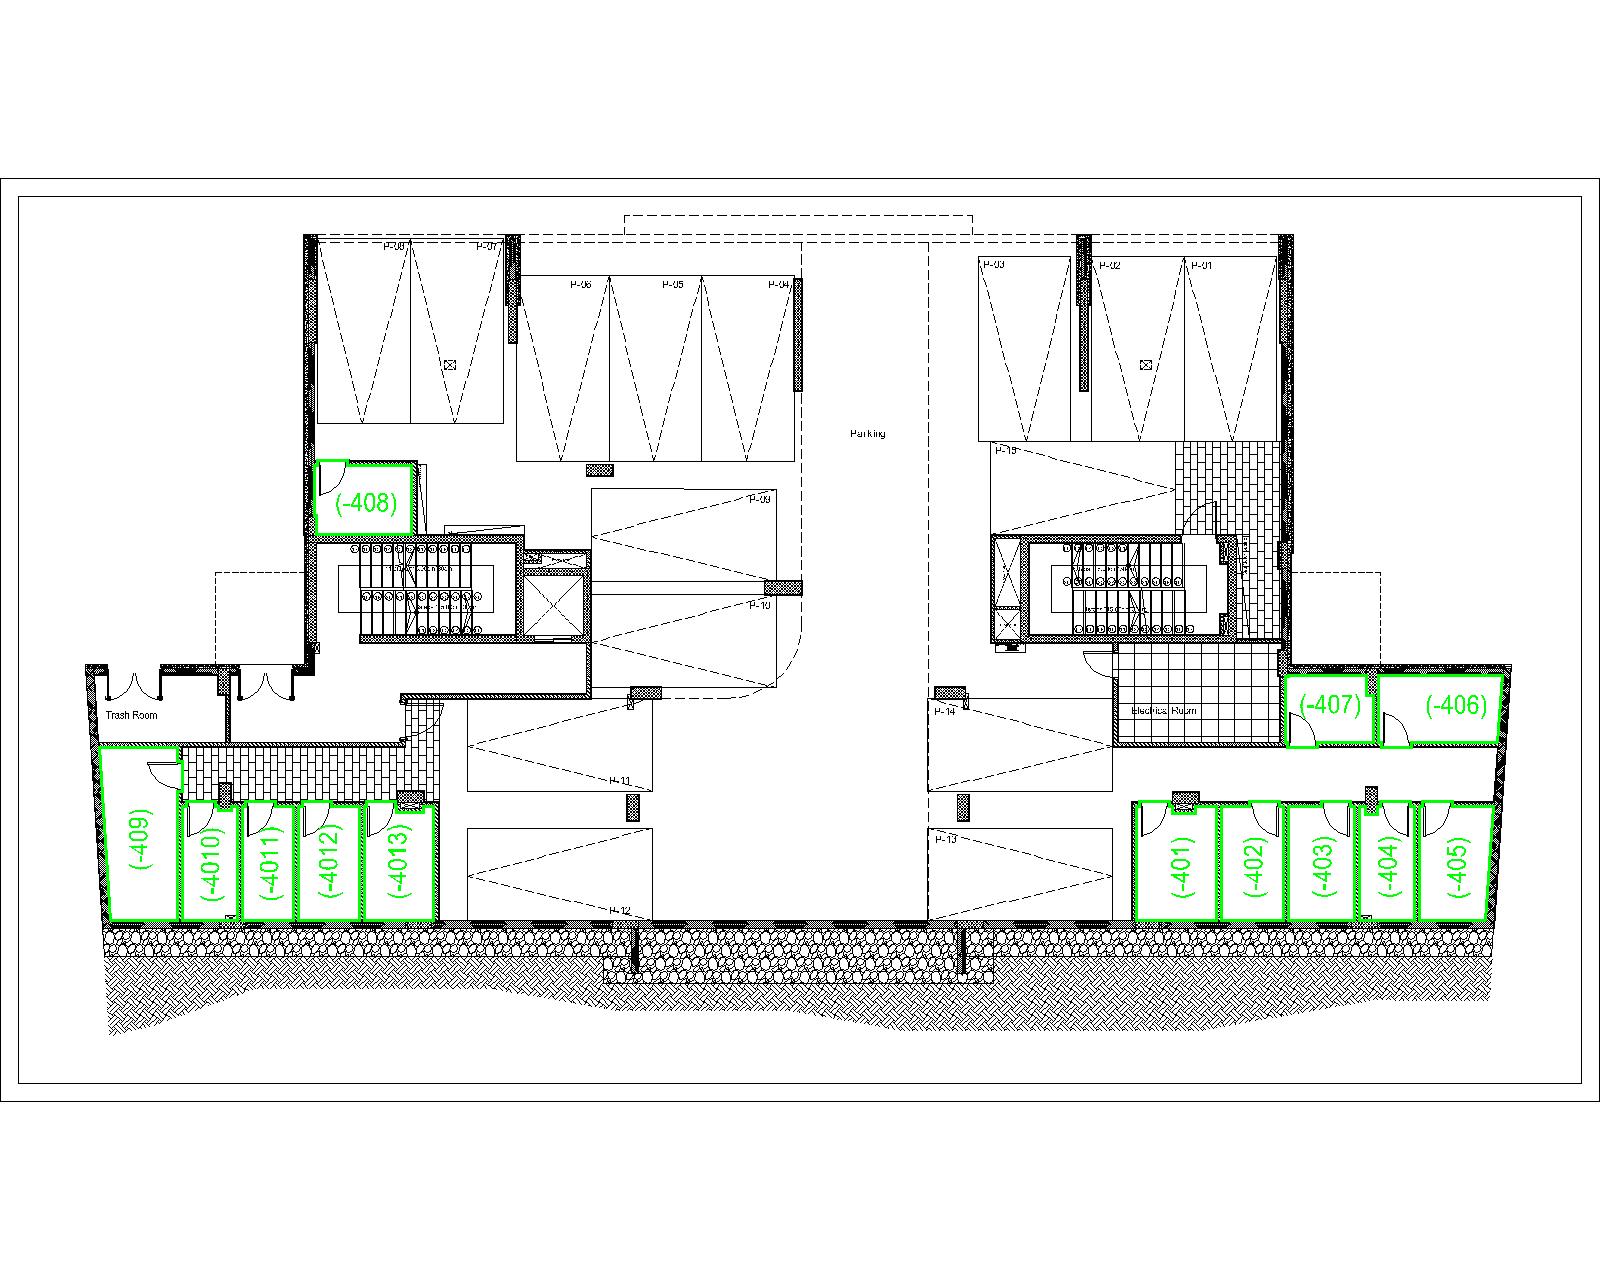 P-08
P-07
P-06
P-05
P-04
P-03
P-02
P-01
Parking
P-15
P-09
(-408)
P-10
Trash Room
P-14
Electrical Room
(-407)
(-406)
P-11
P-13
(-409)
(-4010)
(-4011)
(-4012)
(-4013)
(-401)
(-402)
(-403)
(-404)
(-405)
P-12